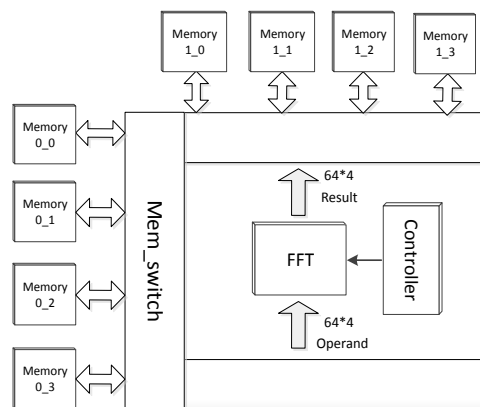 Memory
1_0
Memory
1_1
Memory
1_2
Memory
1_3
Memory
0_0
Memory
0_1
Memory
0_2
Memory
0_3
Mem_switch
64*4
Result
FFT
Controller
64*4
Operand